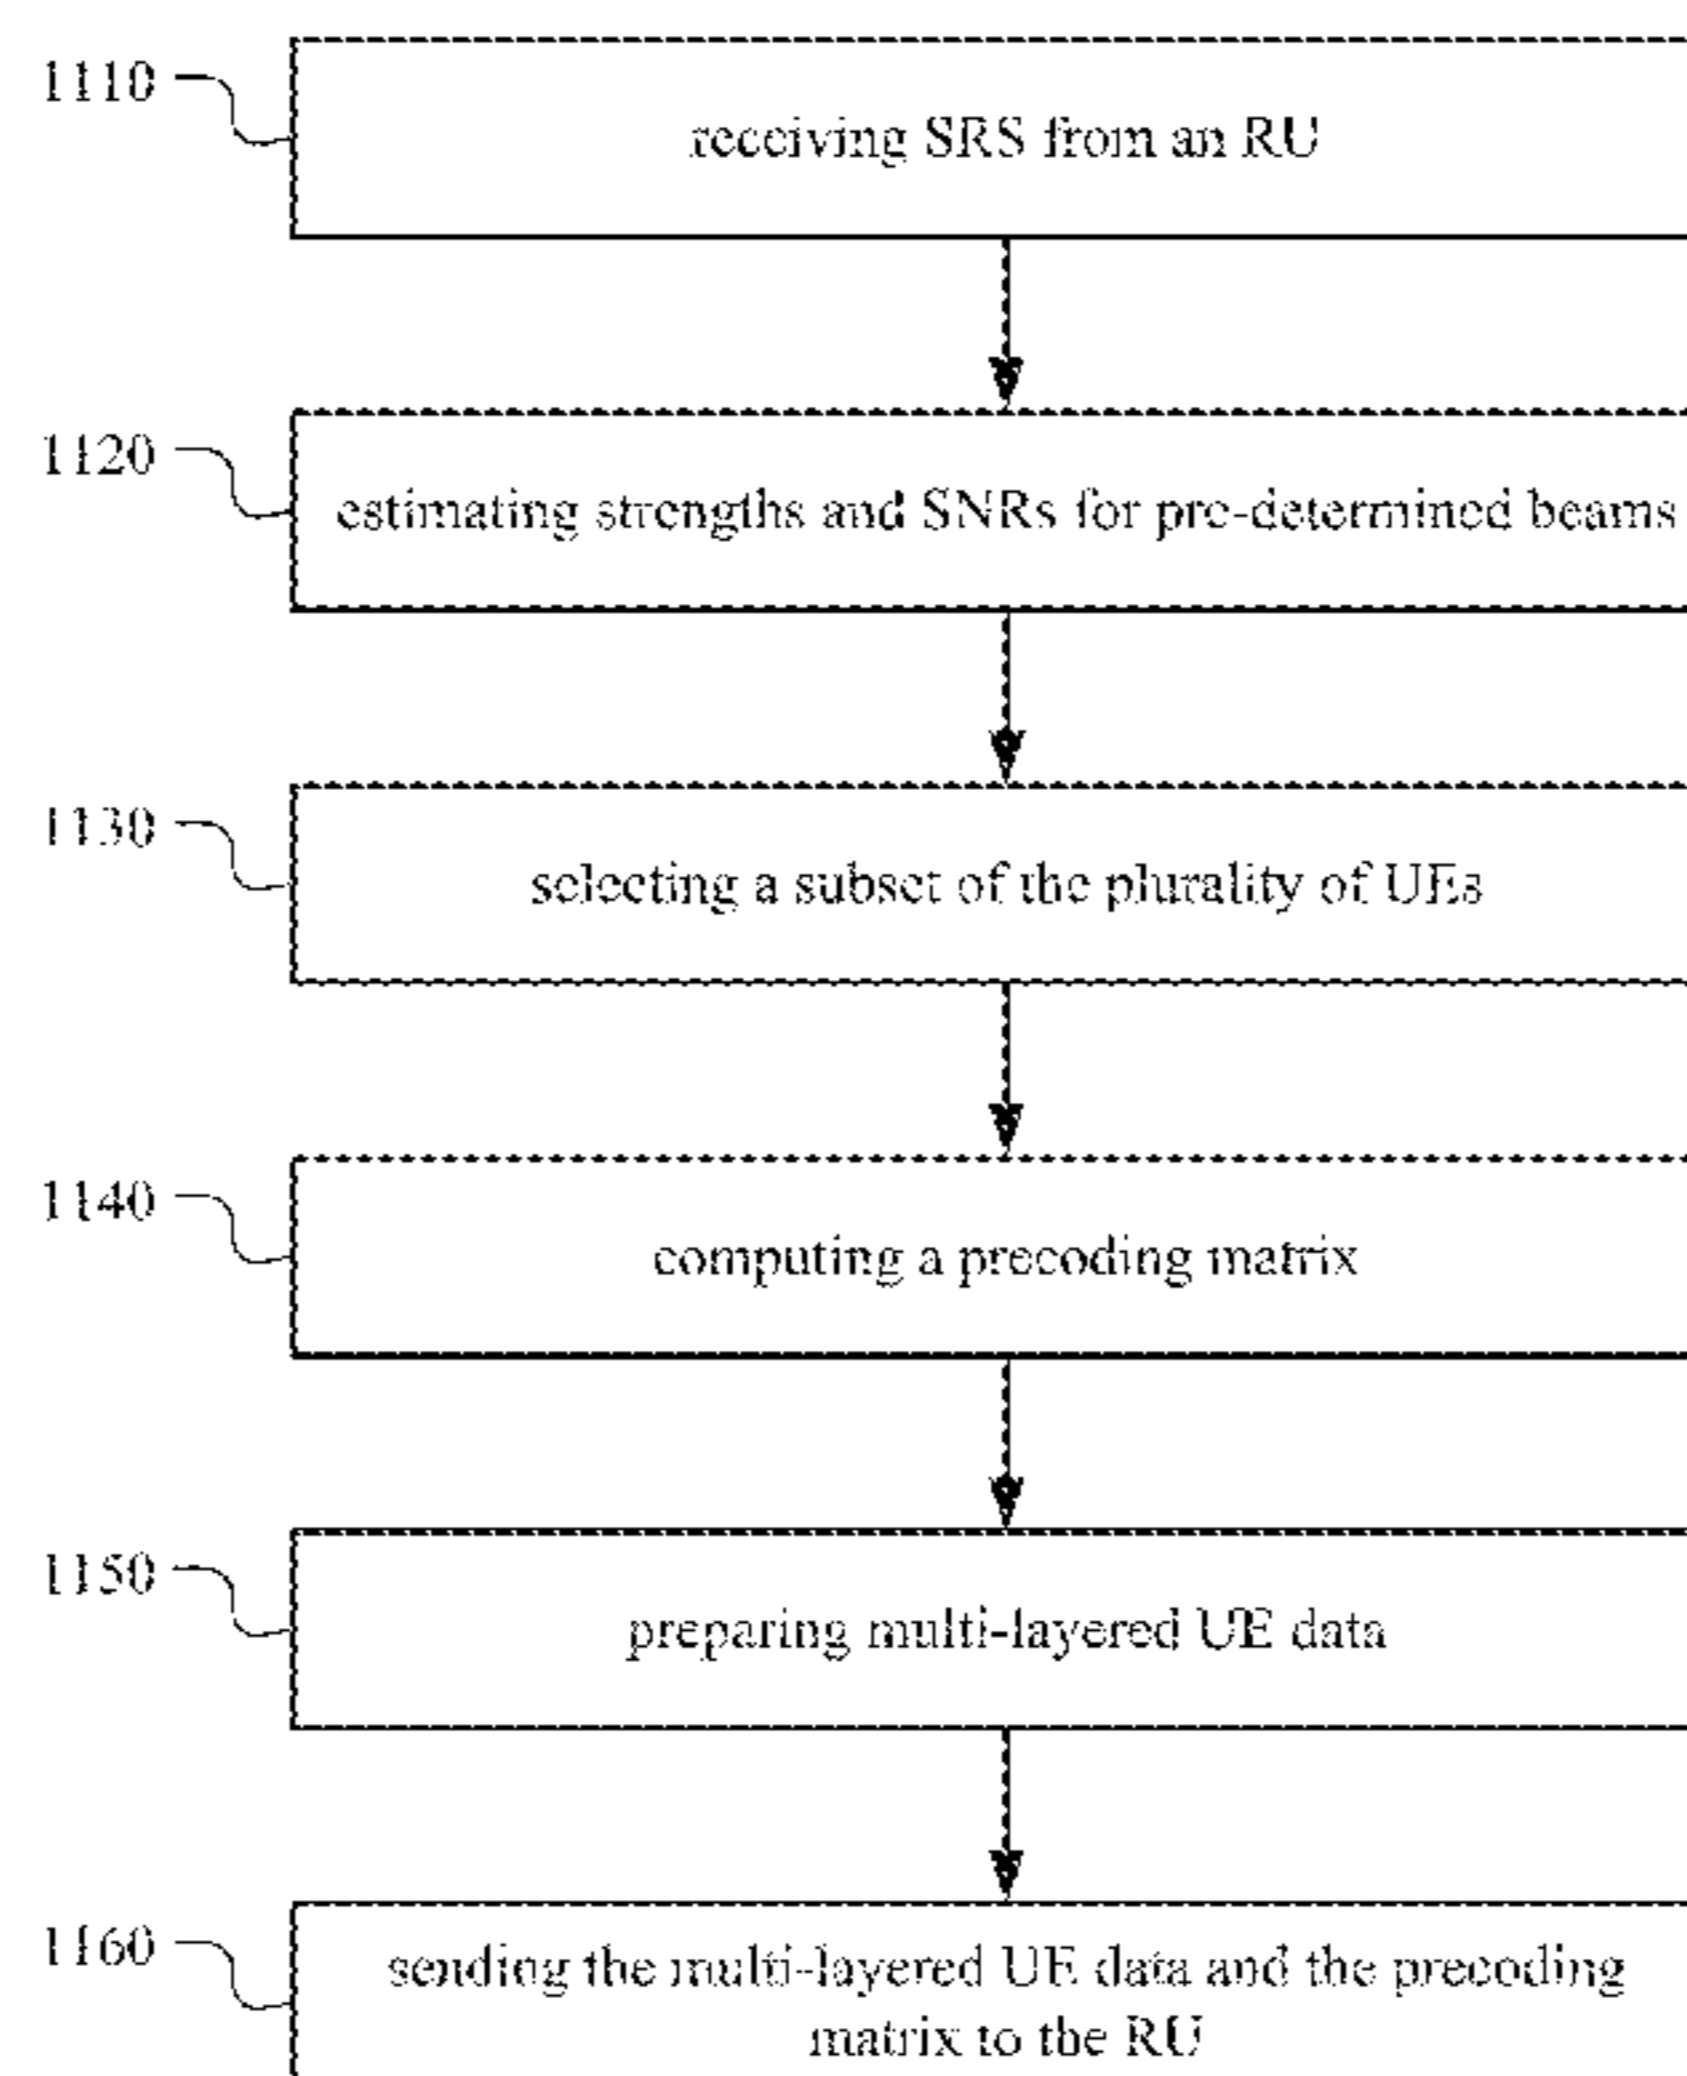 1110
receiving SRS from an RU
1120
estimating strengths and SNRs for pre-determined beams
1130
selecting a subset of the plurality of UEs
1140
computing a precoding matrix
1150
preparing multi-layered UE data
1160
sending the multi-layered UE data and the precoding
matrix to the RU